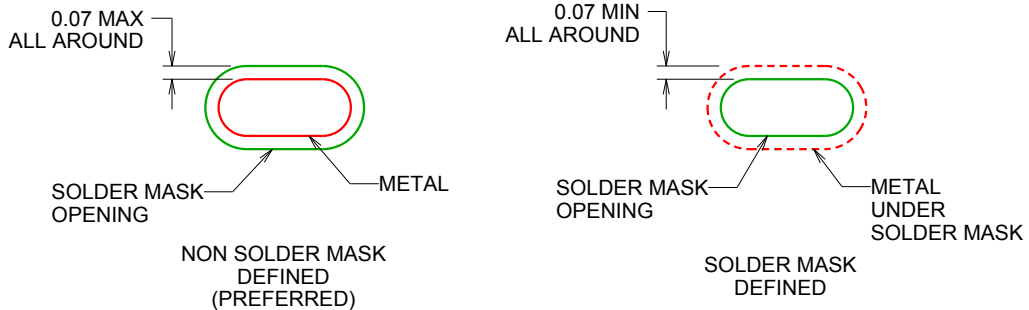 0.07 MAX
ALL AROUND
SOLDER MASK
OPENING
METAL
NON SOLDER MASK
DEFINED
(PREFERRED)
0.07 MIN
ALL AROUND
SOLDER MASK
OPENING
METAL
UNDER
SOLDER MASK
SOLDER MASK
DEFINED